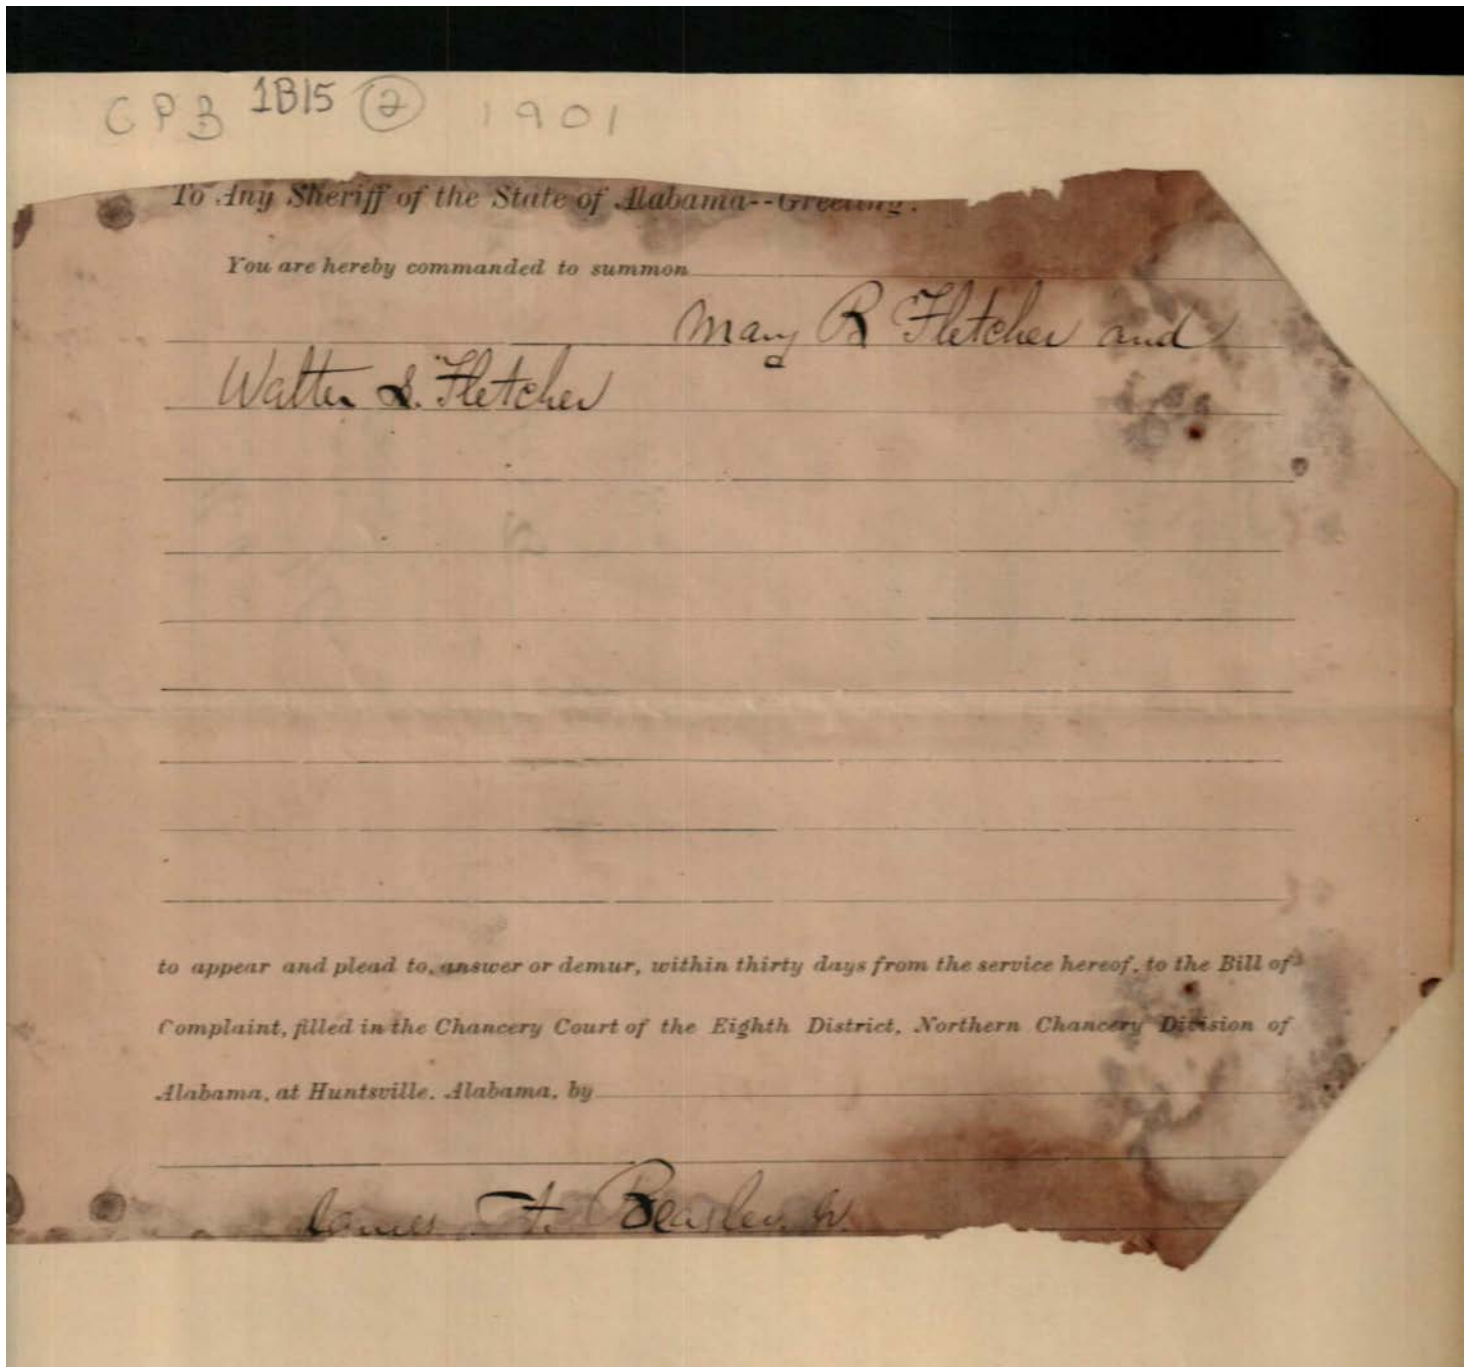 CPB 1B15 2 1901
To Any Sheriff of the State of Alabama--Greeting:
You are hereby commanded to summon
Mary B Fletcher and
Walter S. Fletcher
to appear and plead to, answer or demur, within thirty days from the service hereof, to the Bill of
Complaint, filled in the Chancery Court of the Eighth District, Northern Chancery Division of
Alabama, at Huntsville, Alabama, by
James F. Beasley